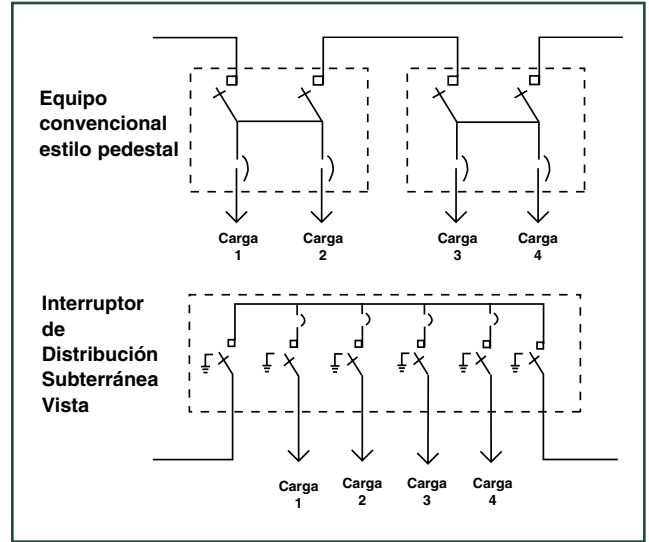 Equipo
convencional
estilo pedestal
Carga
1
Carga
2
Carga
3
Carga
4
Interruptor
de
Distribución
Subterránea
Vista
Carga
1
Carga
2
Carga
3
Carga
4